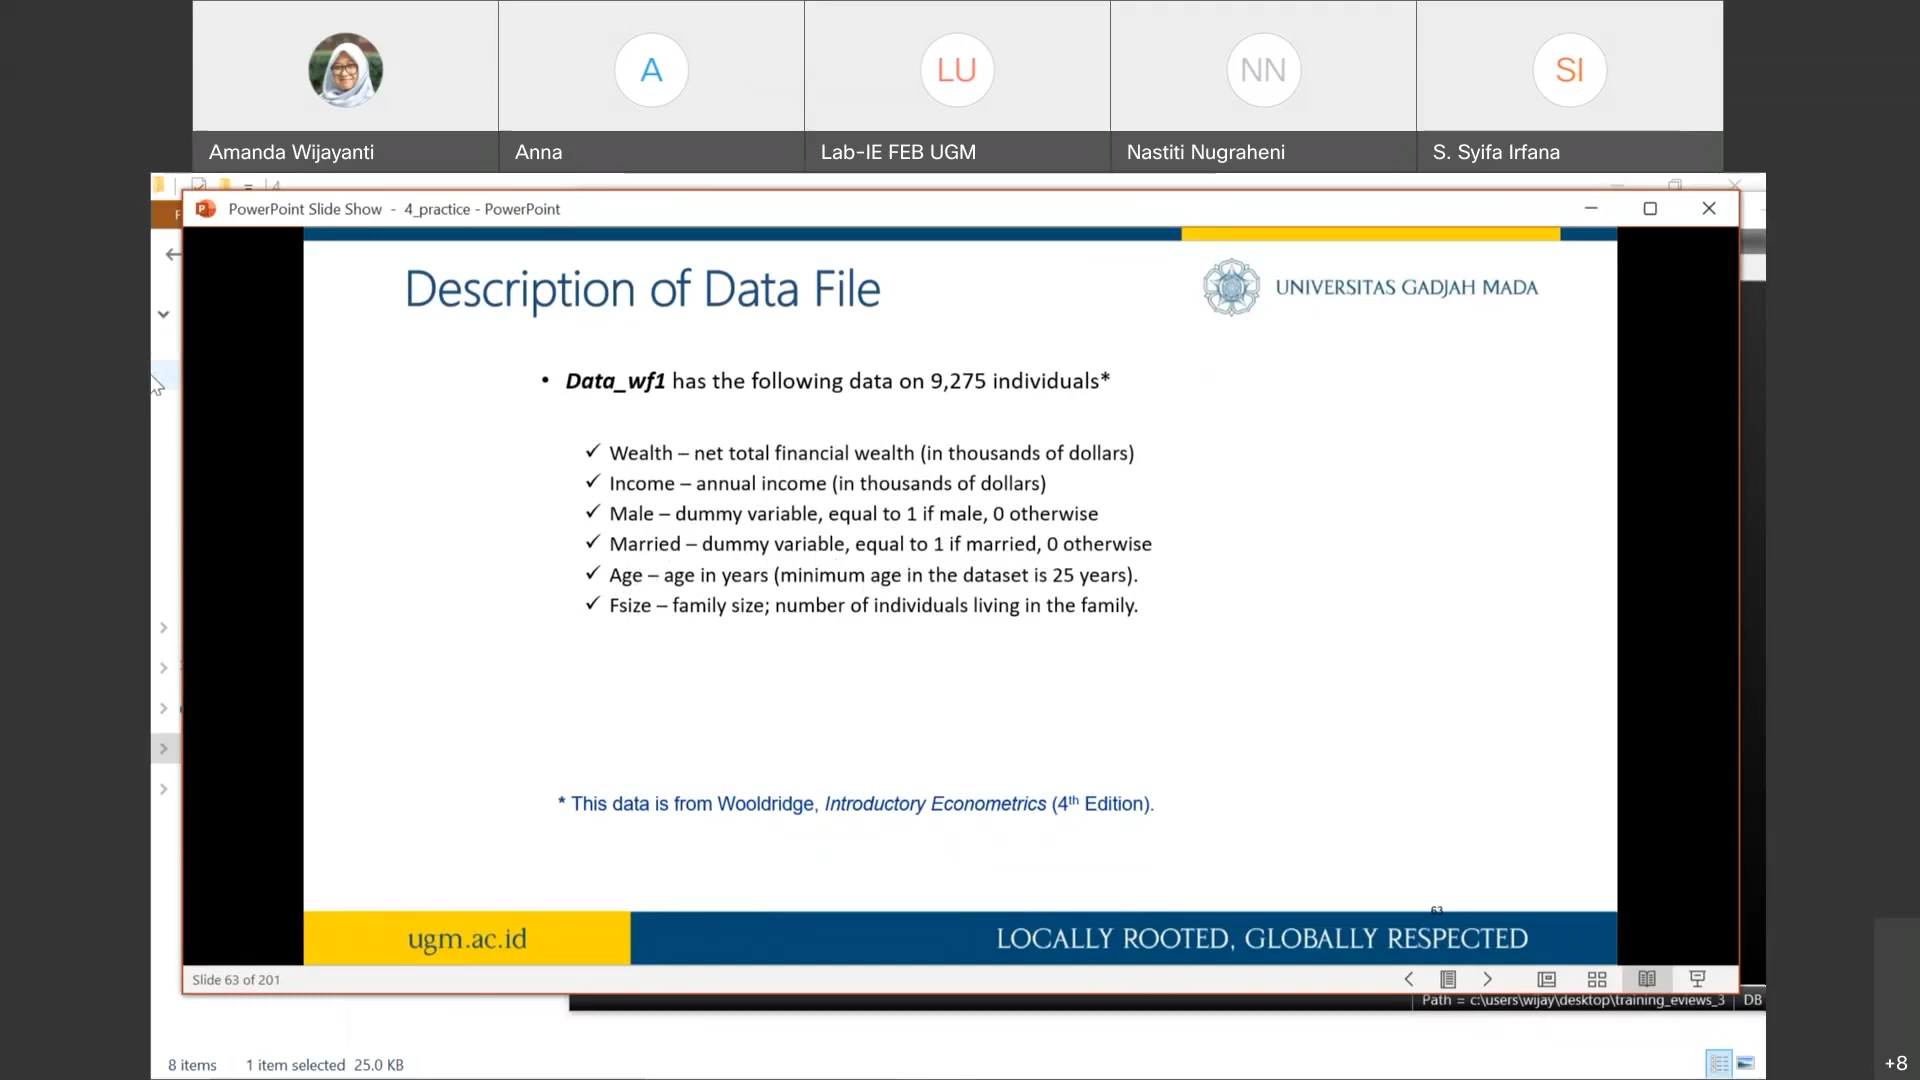 A
LU
NN
SI
Amanda Wijayanti
Anna
Lab-IE FEB UGM
Nastiti Nugraheni
S. Syifa Irfana
PowerPoint Slide Show - 4_practice - PowerPoint
Description of Data File
UNIVERSITAS GADJAH MADA
• Data_wf1 has the following data on 9,275 individuals*
✓ Wealth – net total financial wealth (in thousands of dollars)
✓ Income – annual income (in thousands of dollars)
✓ Male – dummy variable, equal to 1 if male, 0 otherwise
✓ Married – dummy variable, equal to 1 if married, 0 otherwise
✓ Age – age in years (minimum age in the dataset is 25 years).
✓ Fsize – family size; number of individuals living in the family.
* This data is from Wooldridge, Introductory Econometrics (4th Edition).
63
ugm.ac.id
LOCALLY ROOTED, GLOBALLY RESPECTED
Slide 63 of 201
Path = c:\users\wijay\desktop\training_eviews_3
DB
8 items
1 item selected 25.0 KB
+8